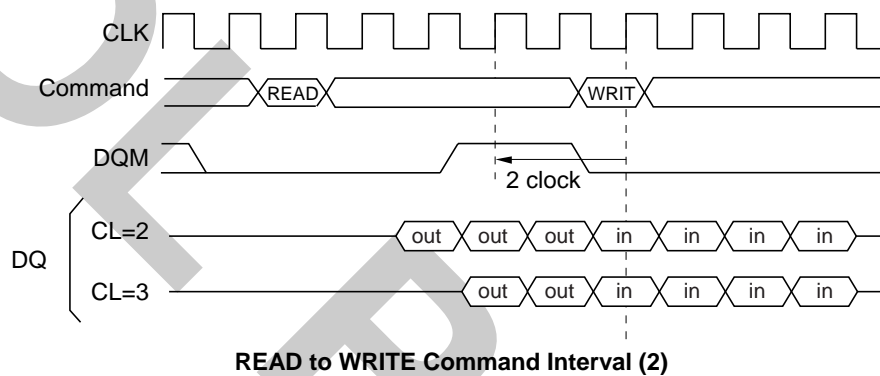 CLK
Command READ WRIT
DQM
2 clock
DQ
CL=2 out out out in in in in
CL=3 out out in in in in
READ to WRITE Command Interval (2)